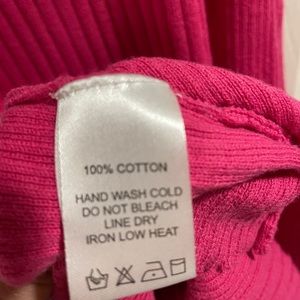 100% COTTON
HAND WASH COLD
DO NOT BLEACH
LINE DRY
IRON LOW HEAT